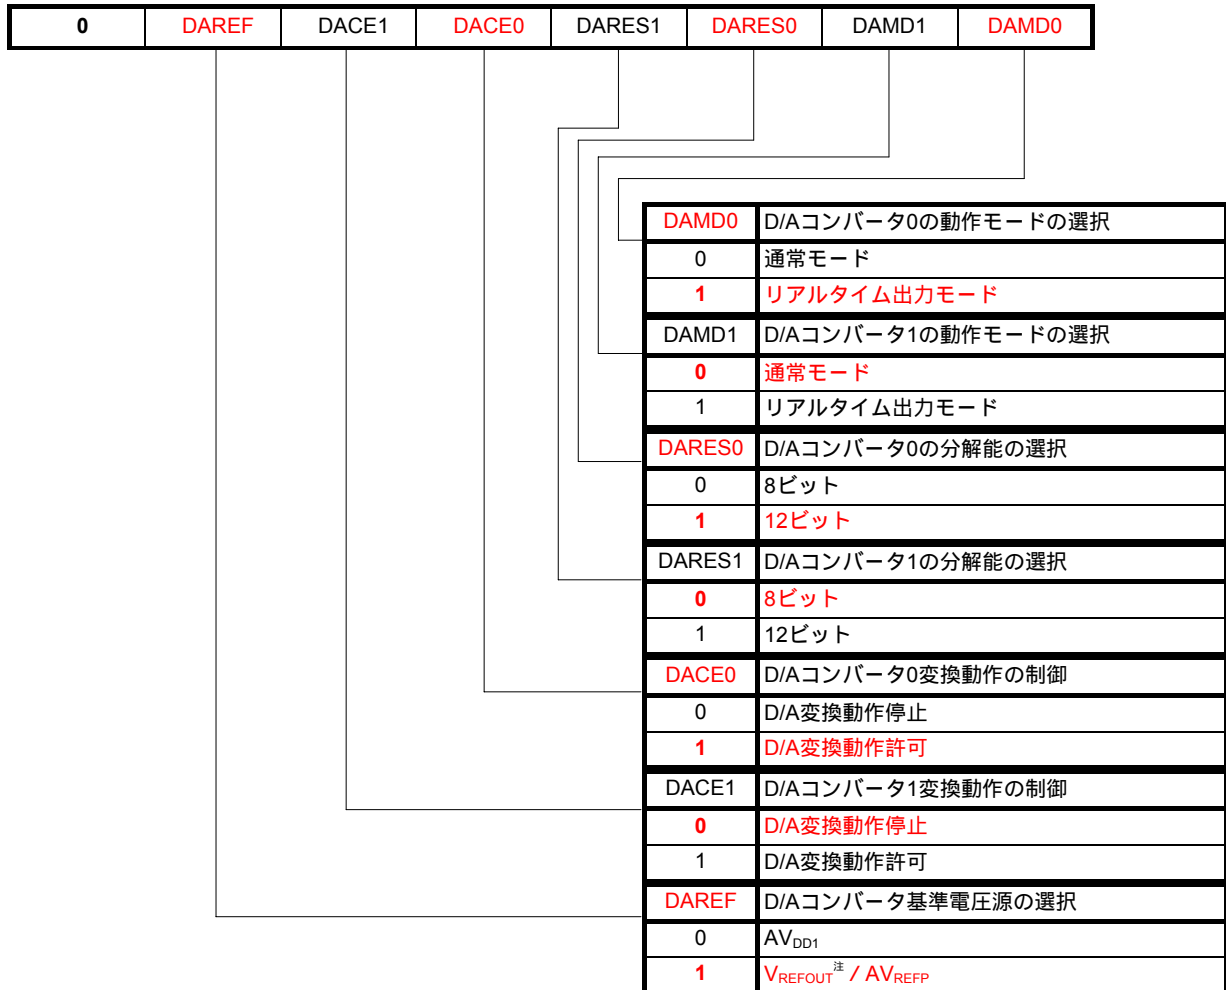 0 DAREF DACE1 DACE0 DARES1 DARES0 DAMD1 DAMD0
DAMD0 D/Aコンバータ0の動作モードの選択
0 通常モード
1 リアルタイム出力モード
DAMD1 D/Aコンバータ1の動作モードの選択
0 通常モード
1 リアルタイム出力モード
DARES0 D/Aコンバータ0の分解能の選択
0 8ビット
1 12ビット
DARES1 D/Aコンバータ1の分解能の選択
0 8ビット
1 12ビット
DACE0 D/Aコンバータ0変換動作の制御
0 D/A変換動作停止
1 D/A変換動作許可
DACE1 D/Aコンバータ1変換動作の制御
0 D/A変換動作停止
1 D/A変換動作許可
DAREF D/Aコンバータ基準電圧源の選択
0 AVDD1
1 VREFOUT注 / AVREFP